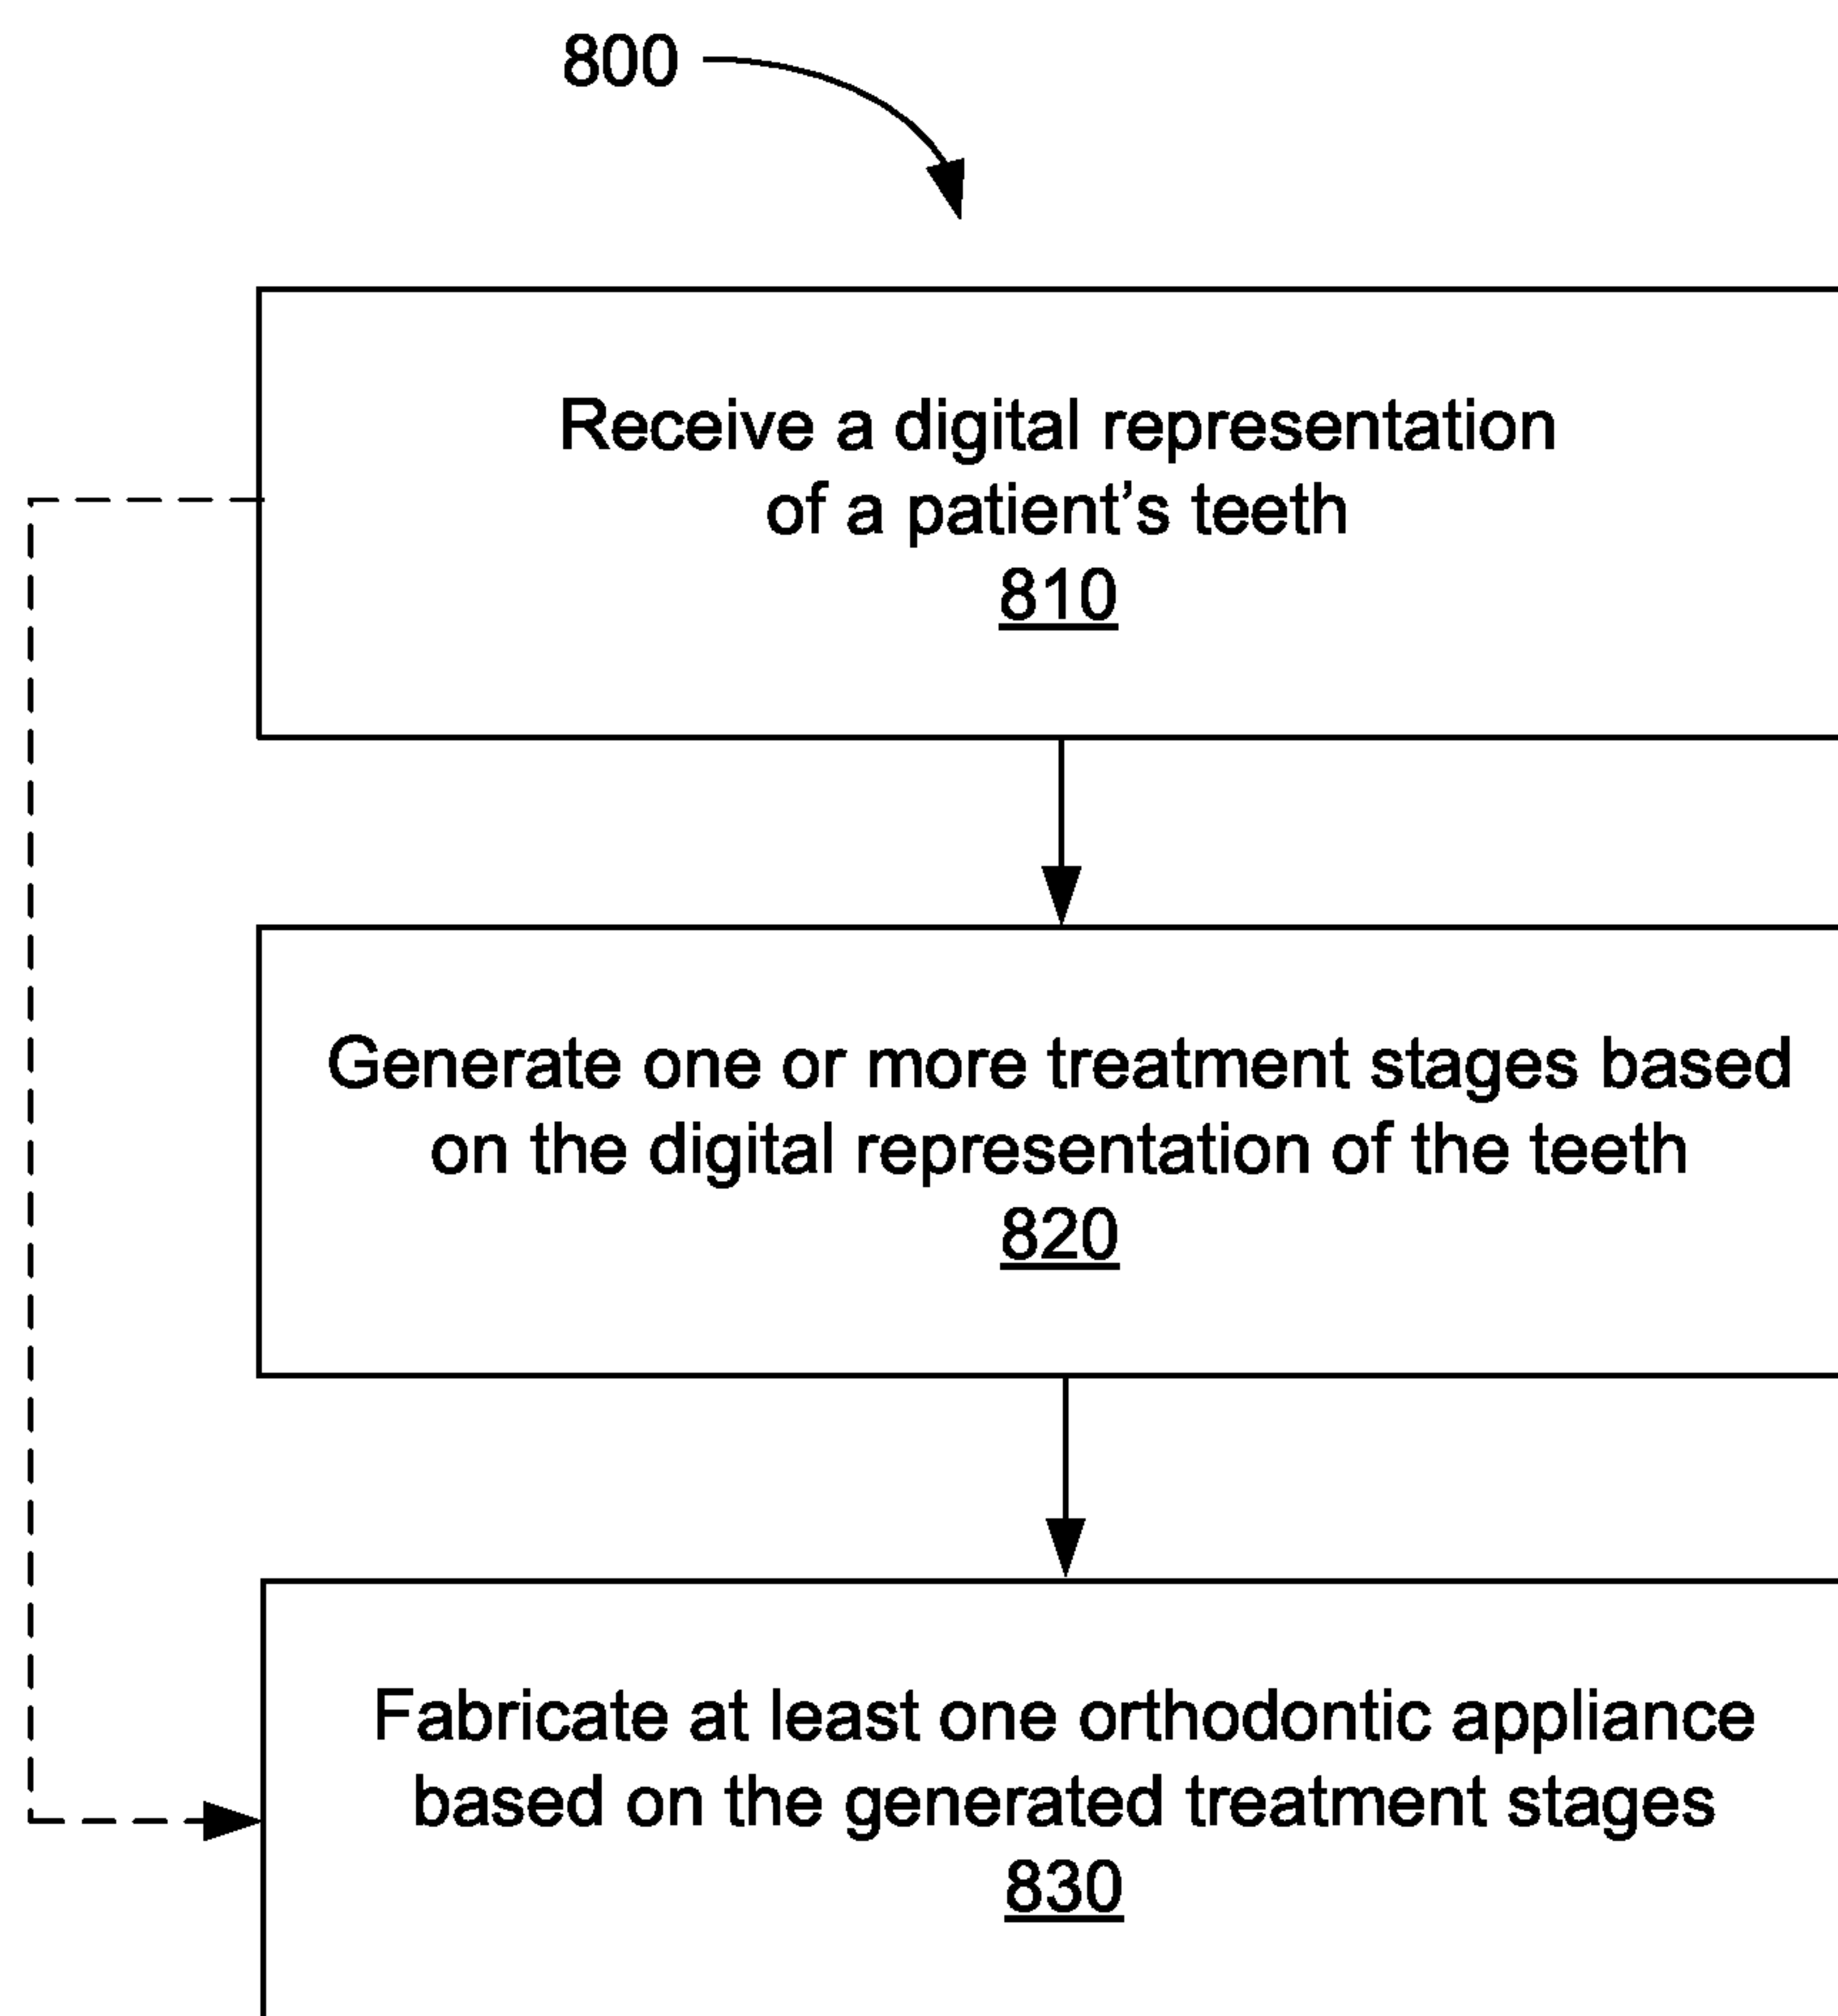 800
Receive a digital representation
of a patient's teeth
810
Generate one or more treatment stages based
on the digital representation of the teeth
820
Fabricate at least one orthodontic appliance
based on the generated treatment stages
830